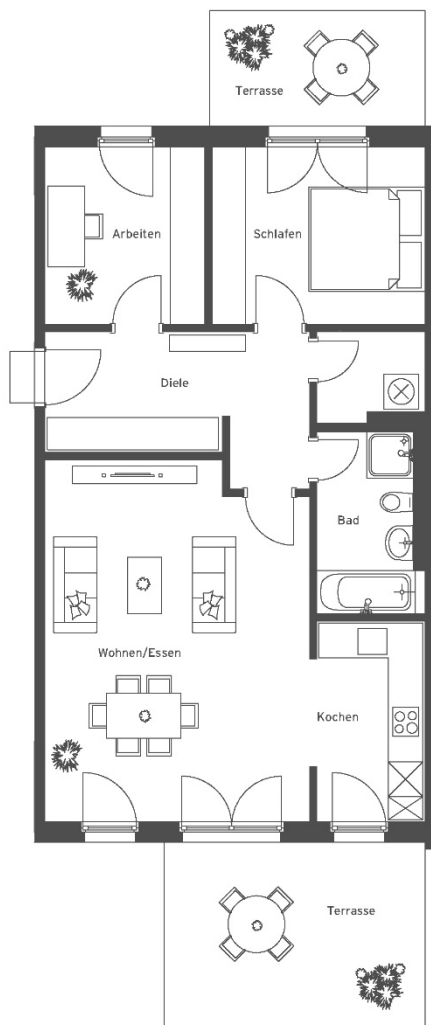 Terrasse
Arbeiten
Schlafen
Diele
Bad
Wohnen/Essen
Kochen
Terrasse